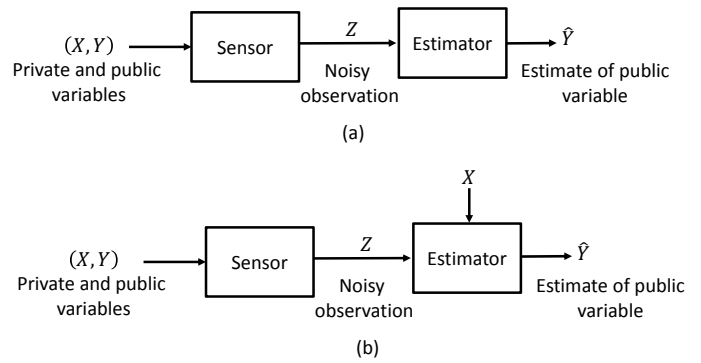 (X, Y)
Private and public
variables
Sensor
Z
Noisy
observation
Estimator
Ŷ
Estimate of public
variable
(a)
X
(X, Y)
Private and public
variables
Sensor
Z
Noisy
observation
Estimator
Ŷ
Estimate of public
variable
(b)